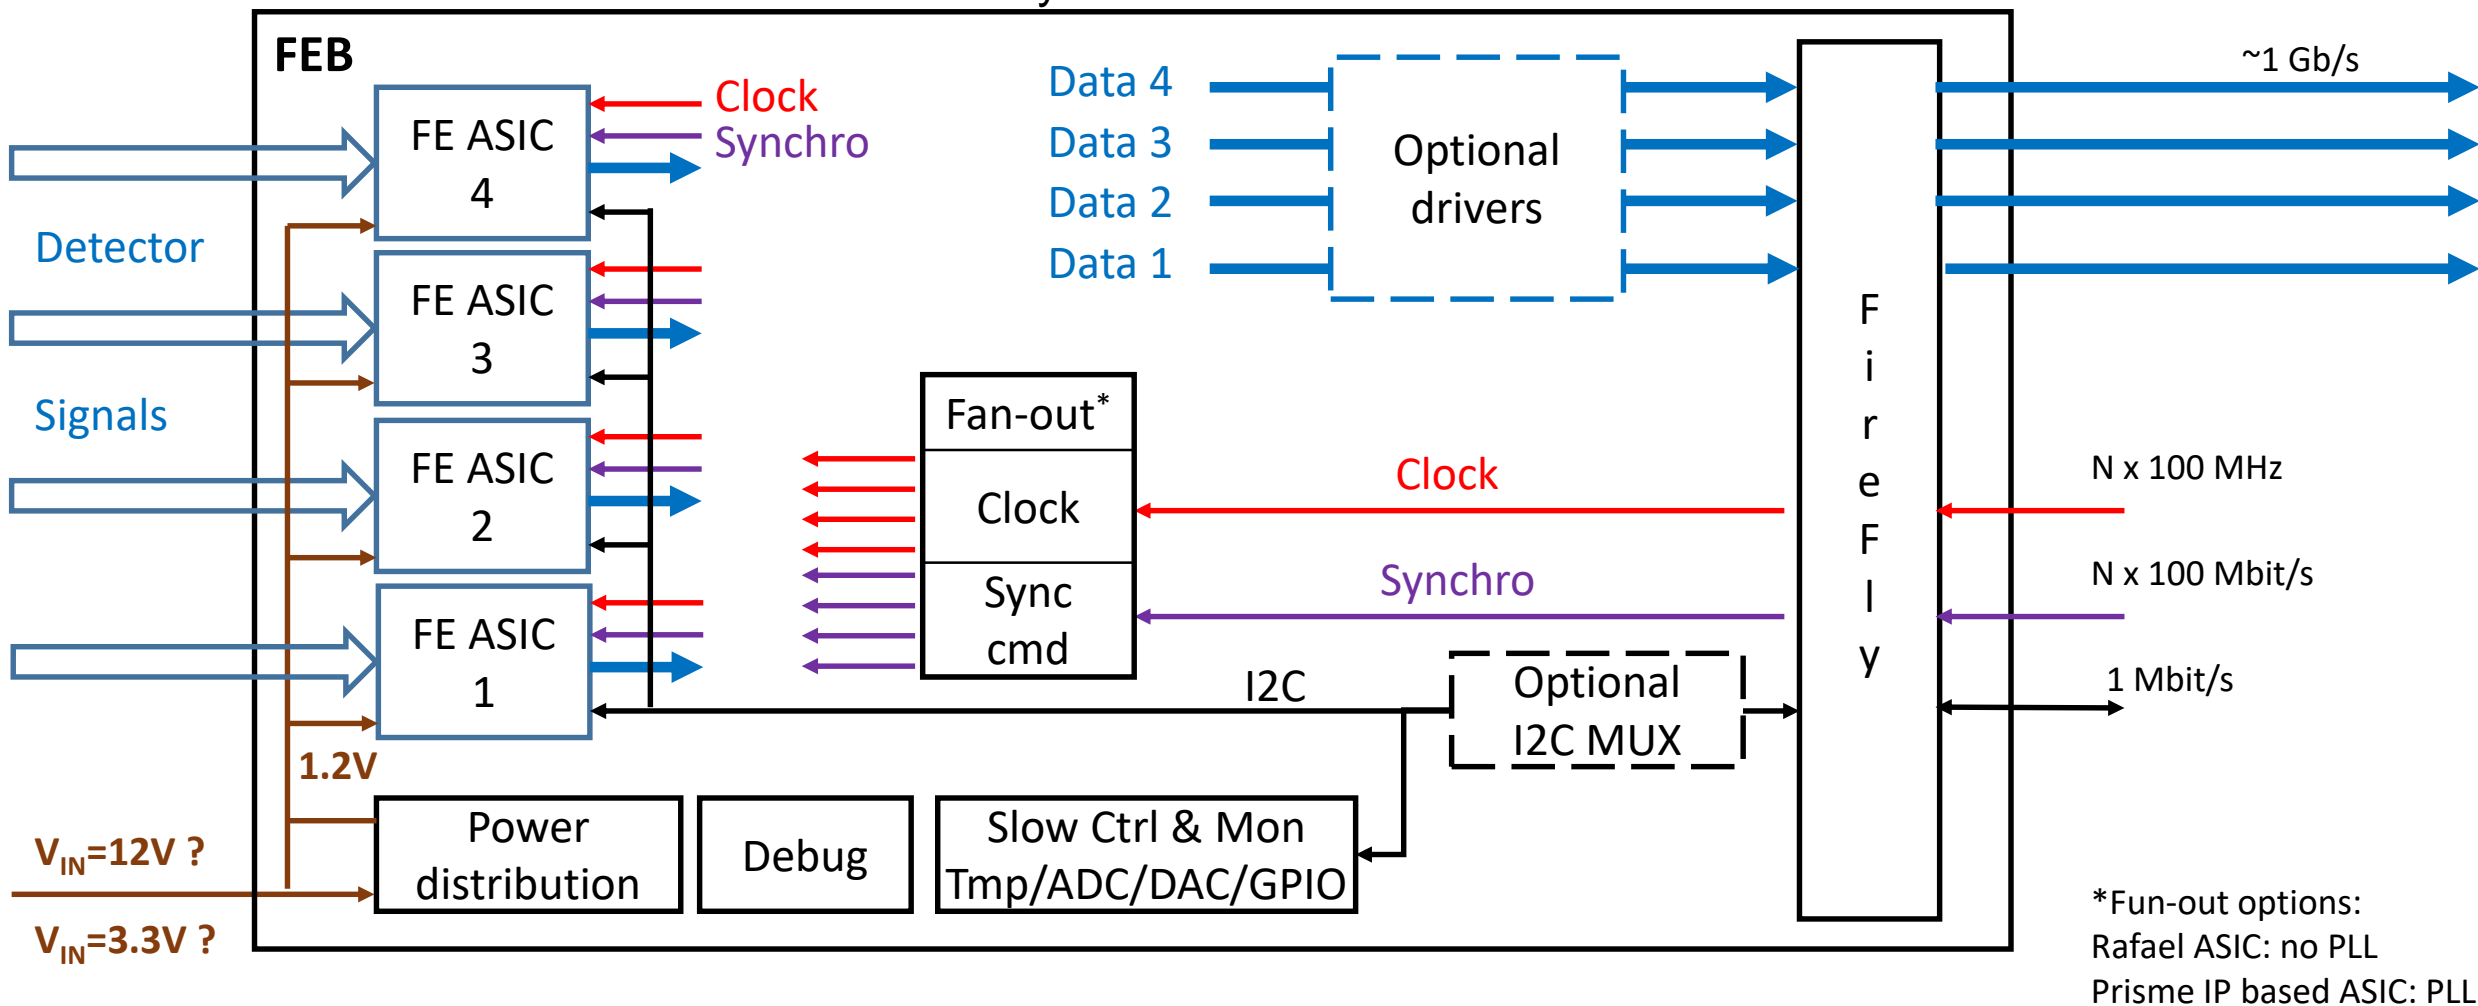 FEB
~1 Gb/s
Clock
Synchro
FE ASIC
4
Data 4
Data 3
Data 2
Data 1
Optional
drivers
Detector
FE ASIC
3
Signals
FE ASIC
2
FE ASIC
1
Fan-out*
Clock
Sync
cmd
Clock
Synchro
F
i
r
e
F
l
y
N x 100 MHz
N x 100 Mbit/s
1 Mbit/s
I2C
Optional
I2C MUX
1.2V
Power
distribution
Debug
Slow Ctrl & Mon
Tmp/ADC/DAC/GPIO
VIN=12V ?
VIN=3.3V ?
*Fun-out options:
Rafael ASIC: no PLL
Prisme IP based ASIC: PLL